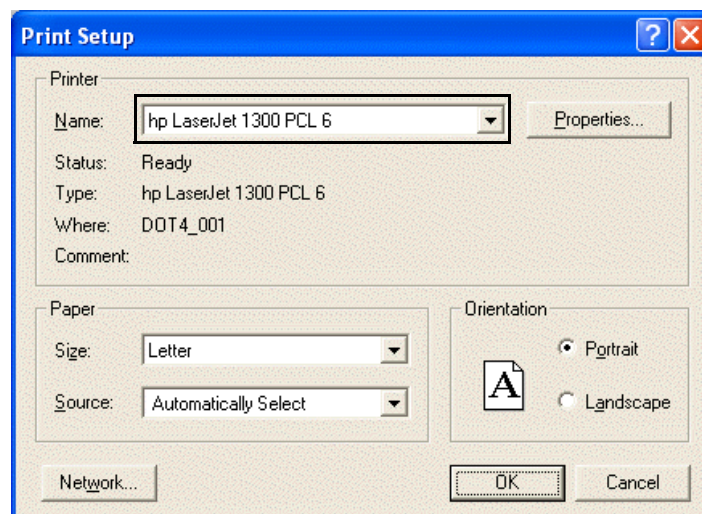 Print Setup
Printer
Name: hp LaserJet 1300 PCL 6 Properties...
Status: Ready
Type: hp LaserJet 1300 PCL 6
Where: DOT4_001
Comment:
Paper
Size: Letter
Source: Automatically Select
Orientation
A
Portrait
Landscape
Network... OK Cancel